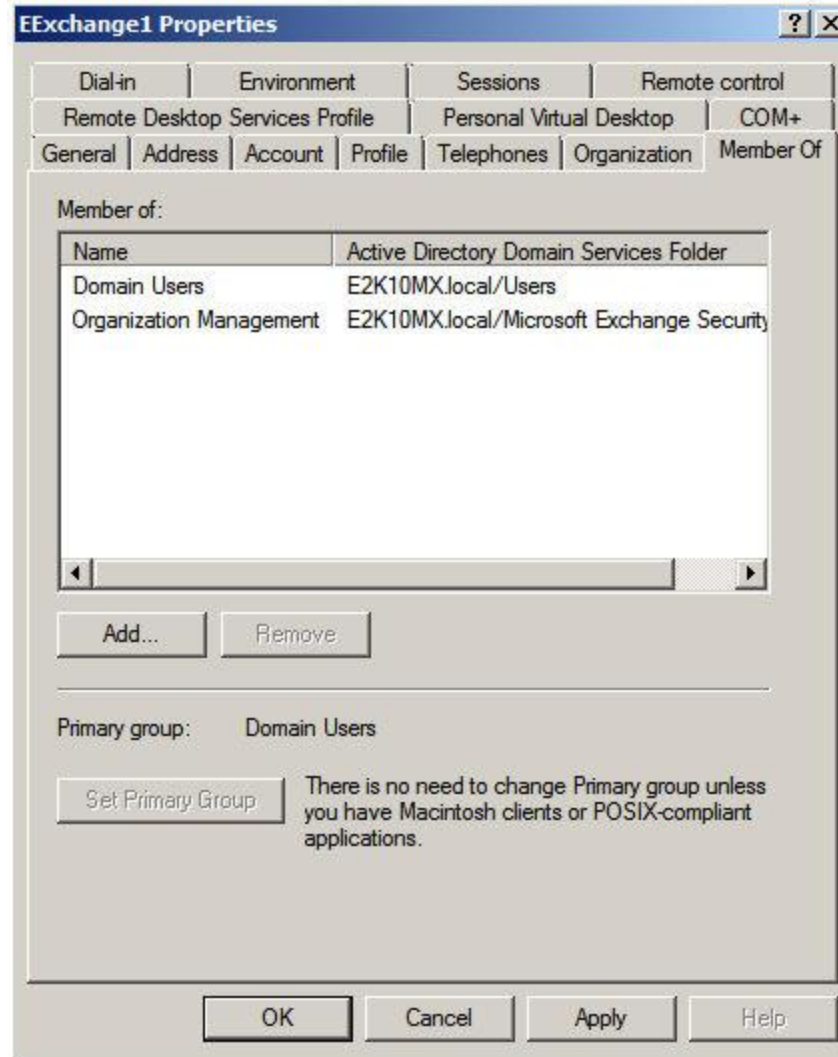 EExchange1 Properties
Dial-in Environment Sessions Remote control
Remote Desktop Services Profile Personal Virtual Desktop COM+
General Address Account Profile Telephones Organization Member Of
Member of:
Name Active Directory Domain Services Folder
Domain Users E2K10MX.local/Users
Organization Management E2K10MX.local/Microsoft Exchange Security
Add... Remove
Primary group: Domain Users
Set Primary Group
There is no need to change Primary group unless
you have Macintosh clients or POSIX-compliant
applications.
OK Cancel Apply Help